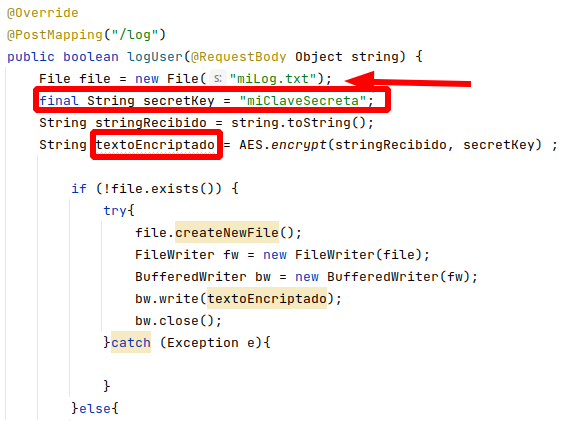 @Override
@PostMapping("/log")
public boolean logUser(@RequestBody Object string) {
File file = new File( s: "miLog.txt");
final String secretKey = "miClaveSecreta";
String stringRecibido = string.toString();
String textoEncriptado = AES.encrypt(stringRecibido, secretKey) ;
if (!file.exists()) {
try{
file.createNewFile();
FileWriter fw = new FileWriter(file);
BufferedWriter bw = new BufferedWriter(fw);
bw.write(textoEncriptado);
bw.close();
}catch (Exception e){
}
}else{